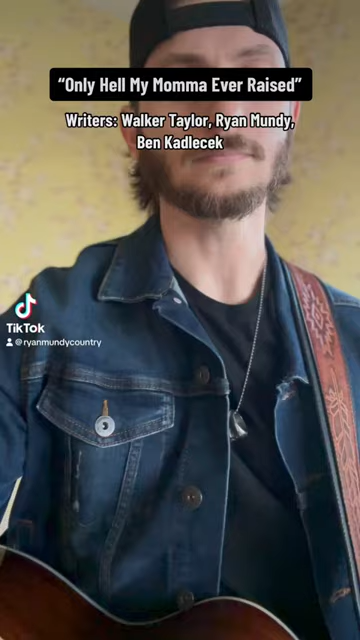 “Only Hell My Momma Ever Raised”
Writers: Walker Taylor, Ryan Mundy,
Ben Kadlecek
TikTok
@ryanmundycountry